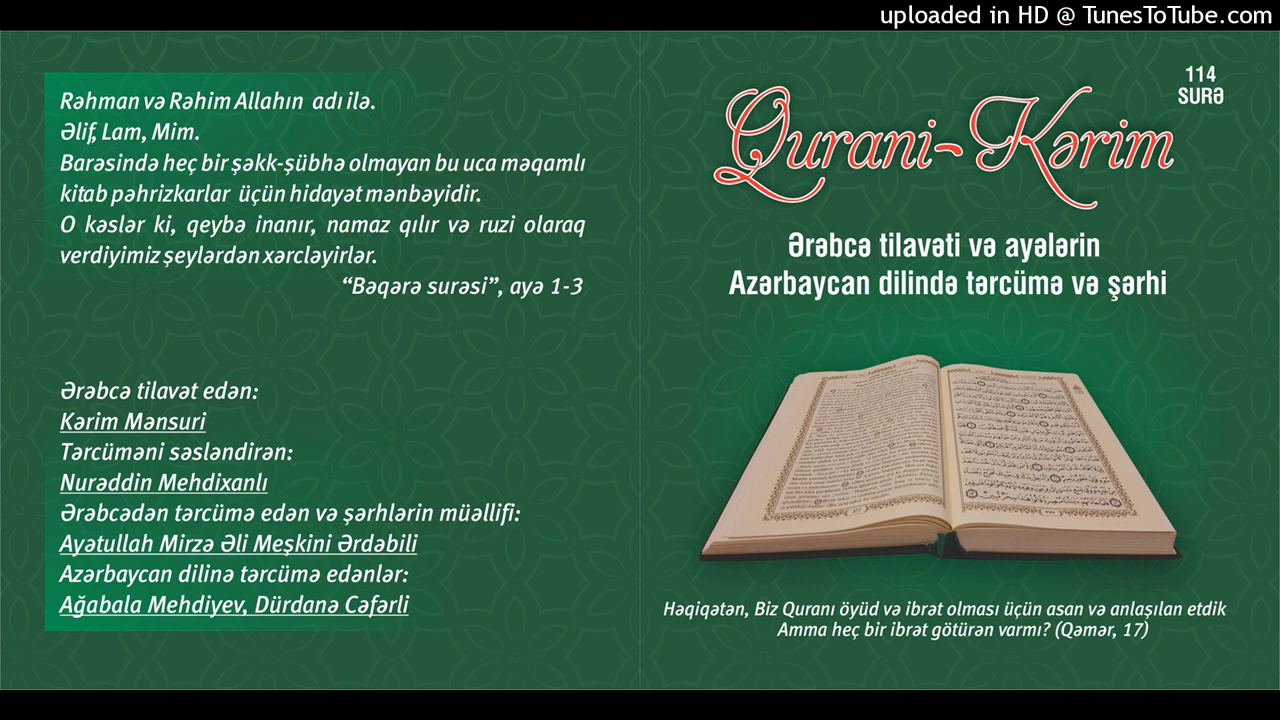 uploaded in HD @ TunesToTube.com
Rəhman və Rəhim Allahın adı ilə.
Əlif, Lam, Mim.
Barəsində heç bir şəkk-şübhə olmayan bu uca məqamlı
kitab pəhrizkarlar üçün hidayət mənbəyidir.
O kəslər ki, qeybə inanır, namaz qılır və ruzi olaraq
verdiyimiz şeylərdən xərcləyirlər.
“Bəqərə surəsi”, ayə 1-3
Ərəbcə tilavət edən:
Kərim Mənsuri
Tərcüməni səsləndirən:
Nurəddin Mehdixanlı
Ərəbcədən tərcümə edən və şərhlərin müəllifi:
Ayətullah Mirzə Əli Meşkini Ərdəbili
Azərbaycan dilinə tərcümə edənlər:
Ağabala Mehdiyev, Dürdanə Cəfərli
114
SURƏ
Qurani-Kərim
Ərəbcə tilavəti və ayələrin
Azərbaycan dilində tərcümə və şərhi
Həqiqətən, Biz Quranı öyüd və ibrət olması üçün asan və anlaşılan etdik
Amma heç bir ibrət götürən varmı? (Qəmər, 17)